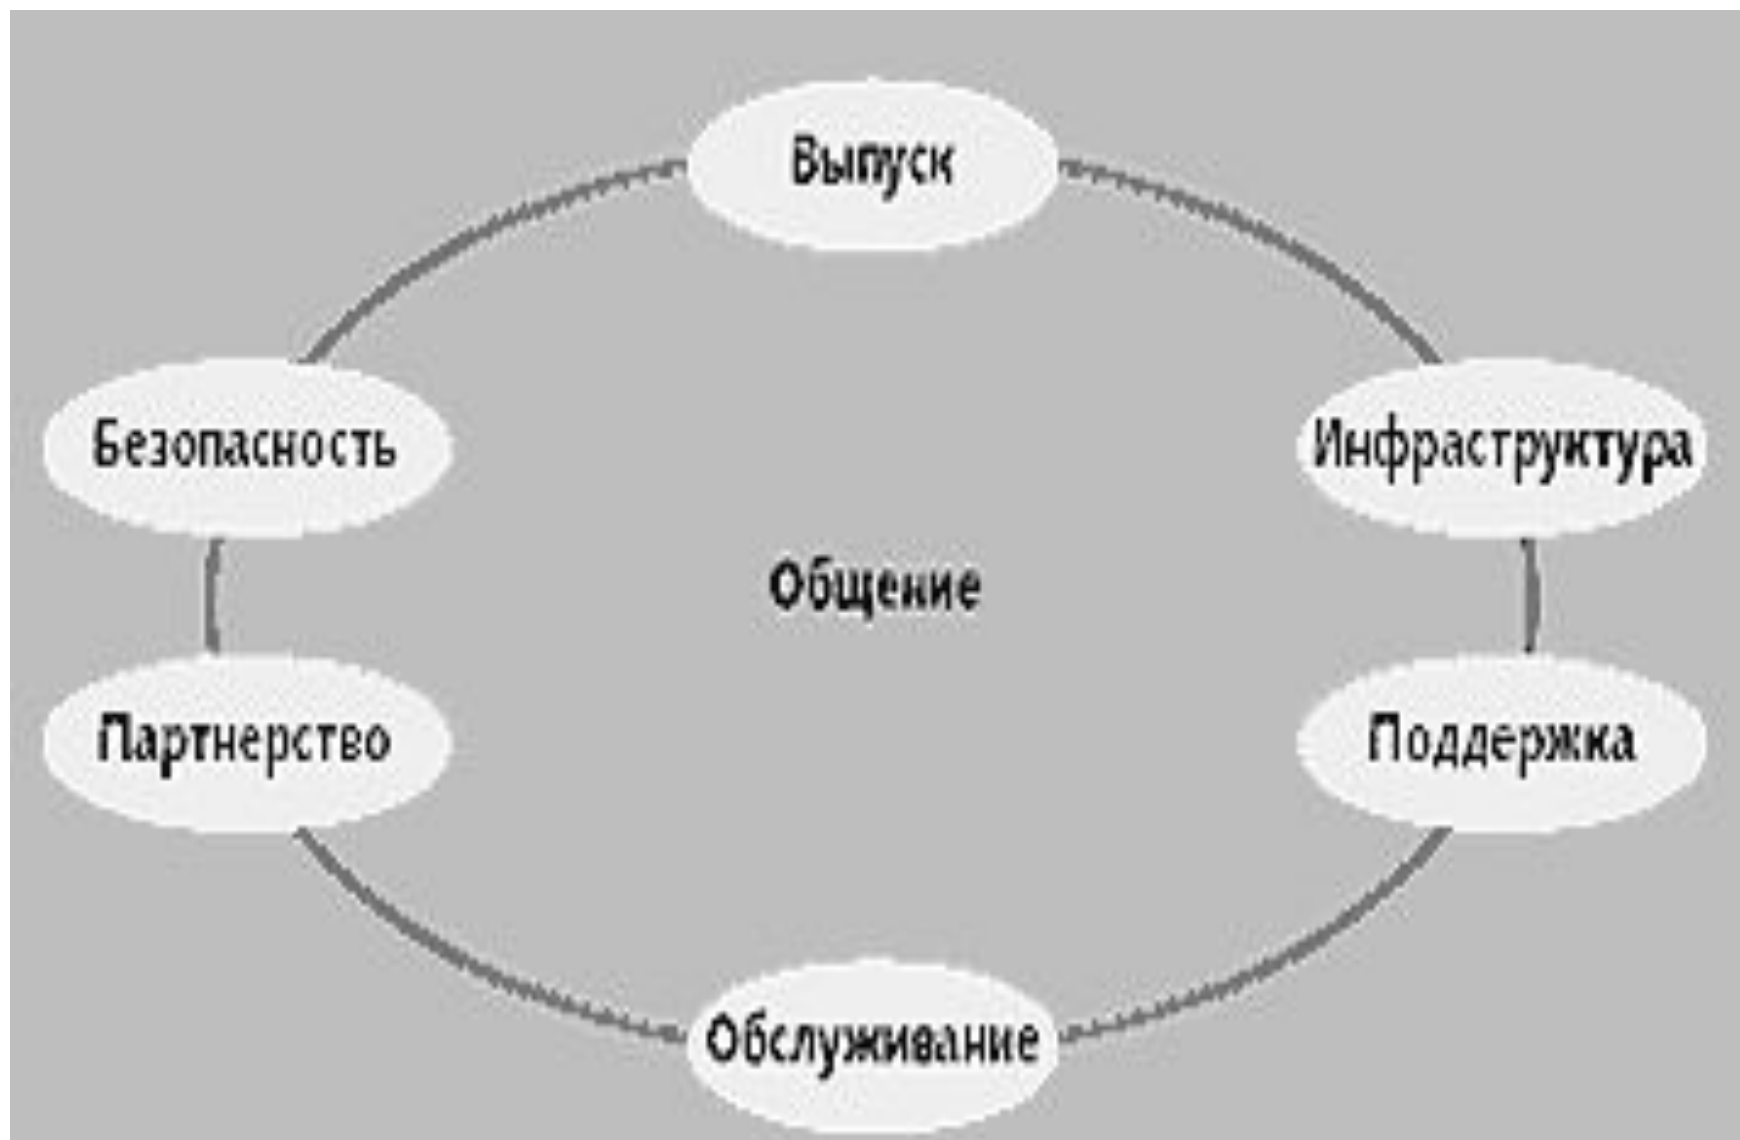 Выпуск
Безопасность
Инфраструктура
Общение
Партнерство
Поддержка
Обслуживание